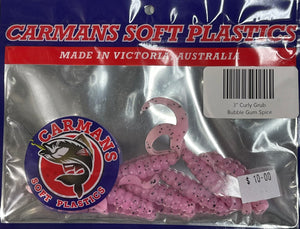 CARMANS SOFT PLASTICS
MADE IN VICTORIA, AUSTRALIA
3" Curly Grub
Bubble Gum Spice
CARMANS
SOFT PLASTICS
$ 10-00